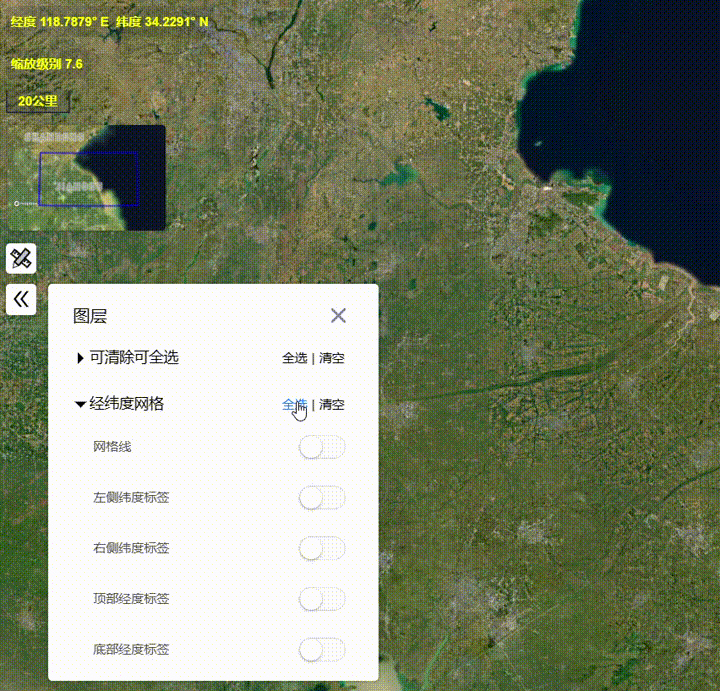 经度 118.7879° E 纬度 34.2291° N
缩放级别 7.6
20公里
图层
可清除可全选 全选 | 清空
经纬度网格 全选 | 清空
网格线
左侧纬度标签
右侧纬度标签
顶部经度标签
底部经度标签